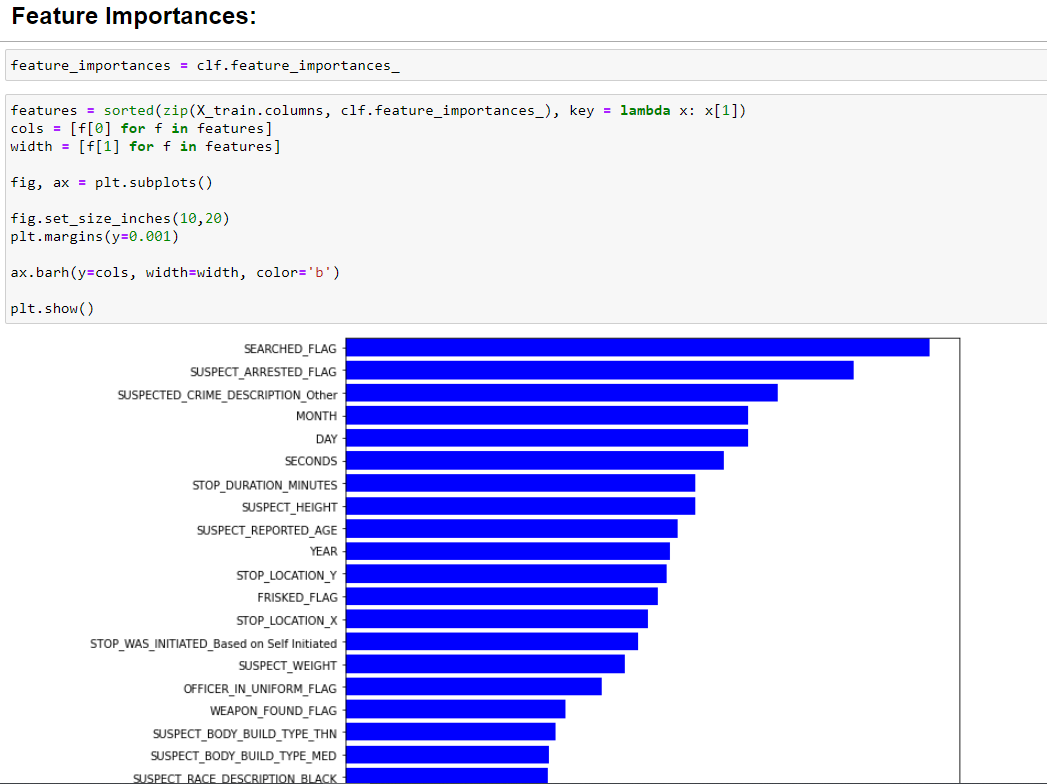 Feature Importances:
feature_importances = clf.feature_importances_
features = sorted(zip(X_train.columns, clf.feature_importances_), key = lambda x: x[1])
cols = [f[0] for f in features]
width = [f[1] for f in features]
fig, ax = plt.subplots()
fig.set_size_inches(10,20)
plt.margins(y=0.001)
ax.barh(y=cols, width=width, color='b')
plt.show()
SEARCHED_FLAG
SUSPECT_ARRESTED_FLAG
SUSPECTED_CRIME_DESCRIPTION_Other
MONTH
DAY
SECONDS
STOP_DURATION_MINUTES
SUSPECT_HEIGHT
SUSPECT_REPORTED_AGE
YEAR
STOP_LOCATION_Y
FRISKED_FLAG
STOP_LOCATION_X
STOP_WAS_INITIATED_Based on Self Initiated
SUSPECT_WEIGHT
OFFICER_IN_UNIFORM_FLAG
WEAPON_FOUND_FLAG
SUSPECT_BODY_BUILD_TYPE_THN
SUSPECT_BODY_BUILD_TYPE_MED
SUSPECT_RACE_DESCRIPTION_BLACK